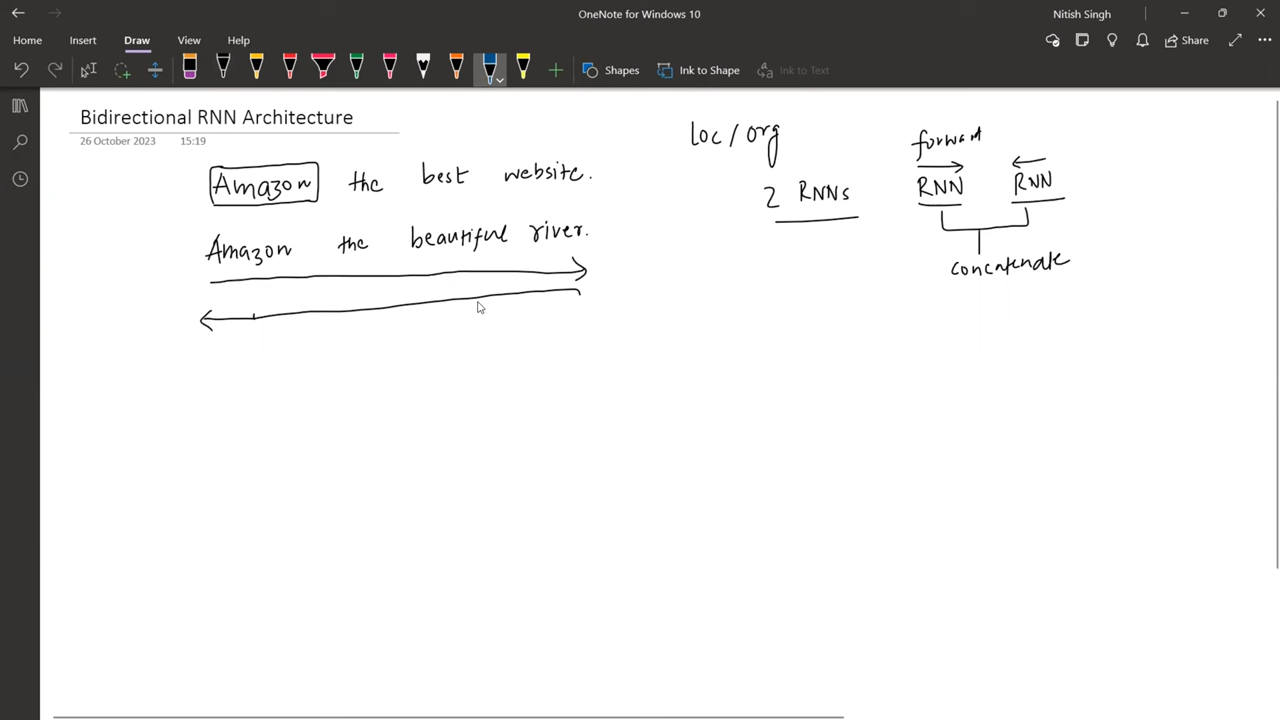 OneNote for Windows 10
Nitish Singh
Home Insert Draw View Help
Share
Shapes Ink to Shape Ink to Text
Bidirectional RNN Architecture
26 October 2023 15:19
Amazon the best website.
Amazon the beautiful river.
loc/org
2 RNNs
forward
RNN RNN
concatenate